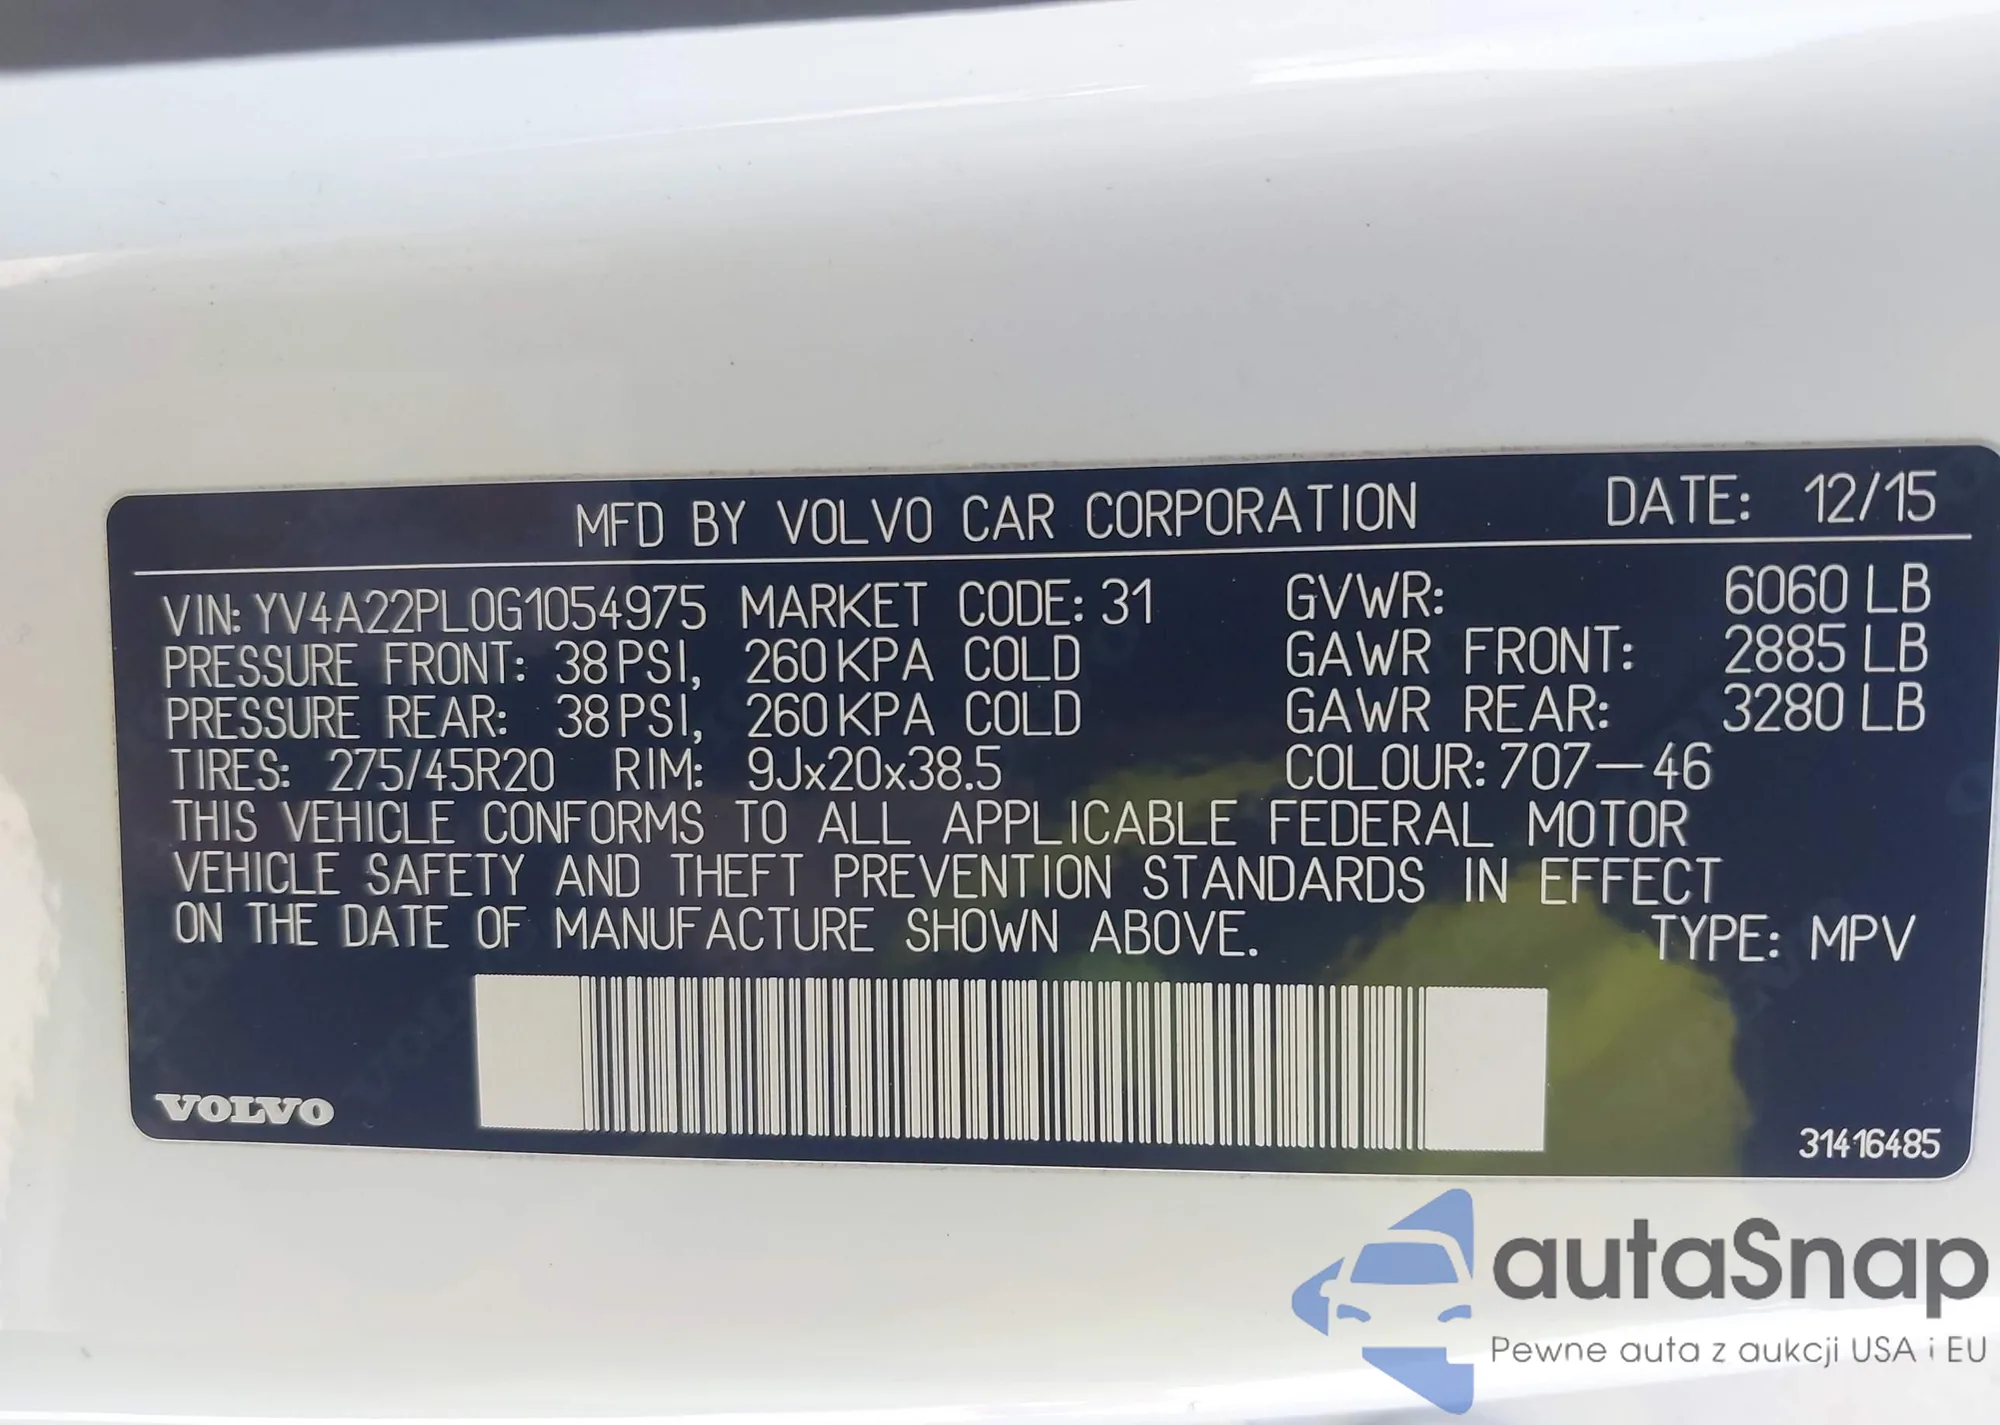 MFD BY VOLVO CAR CORPORATION DATE: 12/15
VIN: YV4A22PL0G1054975 MARKET CODE: 31 GVWR: 6060 LB
PRESSURE FRONT: 38 PSI, 260 KPA COLD GAWR FRONT: 2885 LB
PRESSURE REAR: 38 PSI, 260 KPA COLD GAWR REAR: 3280 LB
TIRES: 275/45R20 RIM: 9Jx20x38.5 COLOUR: 707-46
THIS VEHICLE CONFORMS TO ALL APPLICABLE FEDERAL MOTOR
VEHICLE SAFETY AND THEFT PREVENTION STANDARDS IN EFFECT
ON THE DATE OF MANUFACTURE SHOWN ABOVE. TYPE: MPV
VOLVO
31416485
autaSnap
Pewne auta z aukcji USA i EU